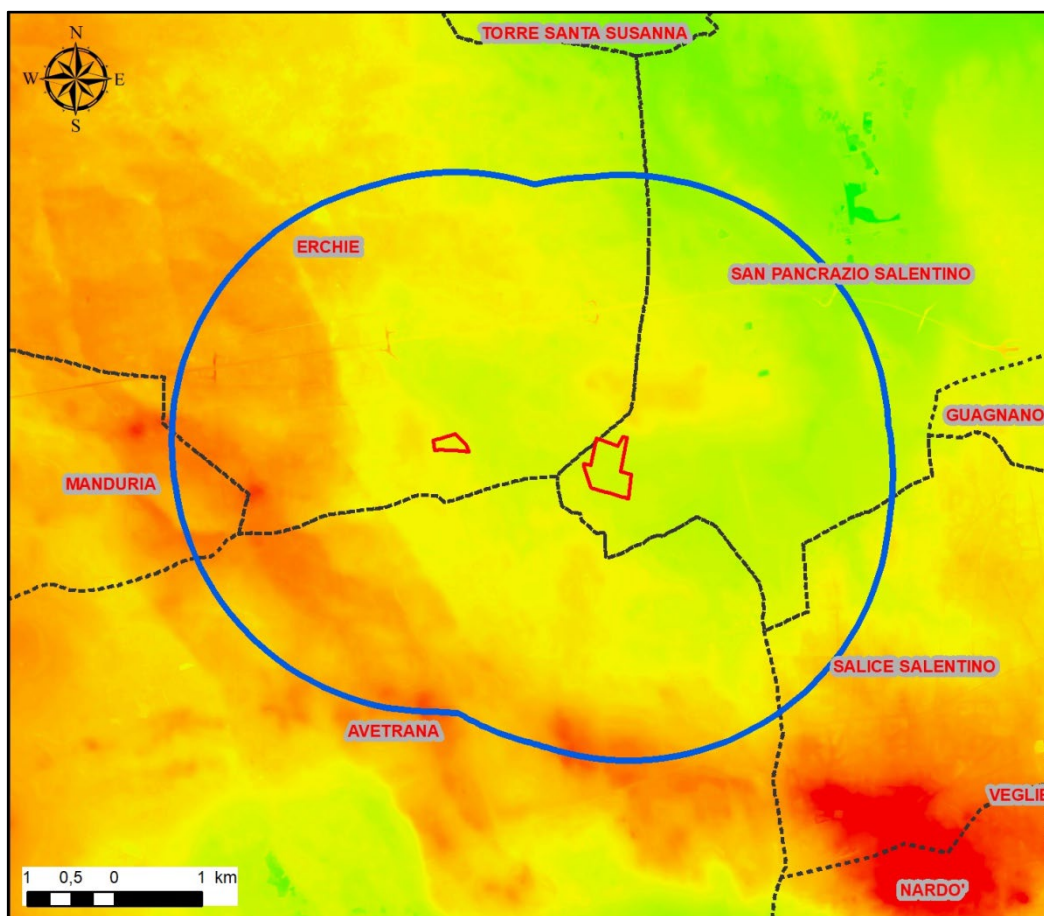 TORRE SANTA SUSANNA
N
W E
S
ERCHIE
SAN PANCRAZIO SALENTINO
GUAGNANO
MANDURIA
SALICE SALENTINO
AVETRANA
VEGLIE
1 0,5 0 1 km
NARDO'